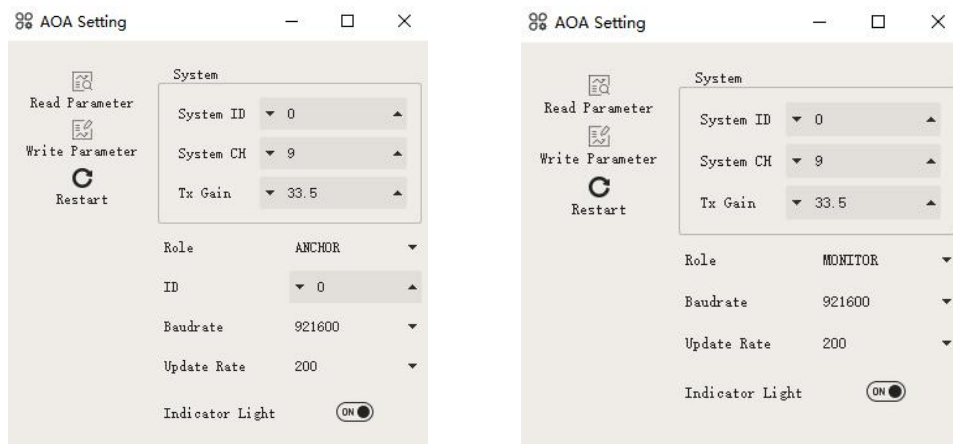 AOA Setting
Read Parameter
Write Parameter
Restart
System
System ID 0
System CH 9
Tx Gain 33.5
Role ANCHOR
ID 0
Baudrate 921600
Update Rate 200
Indicator Light ON
AOA Setting
Read Parameter
Write Parameter
Restart
System
System ID 0
System CH 9
Tx Gain 33.5
Role MONITOR
Baudrate 921600
Update Rate 200
Indicator Light ON